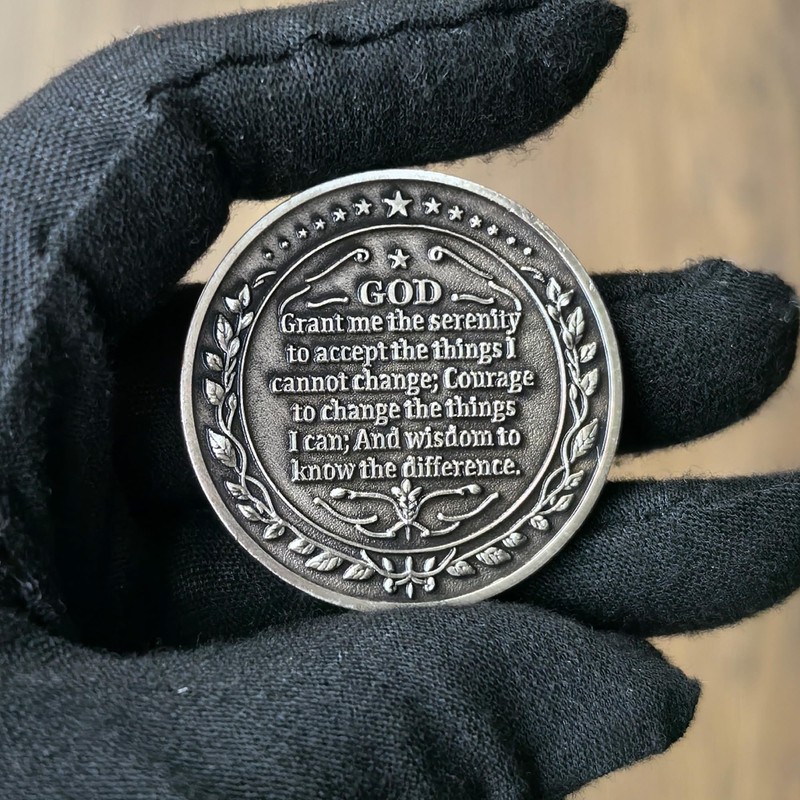 GOD
Grant me the serenity
to accept the things I
cannot change; Courage
to change the things
I can; And wisdom to
know the difference.